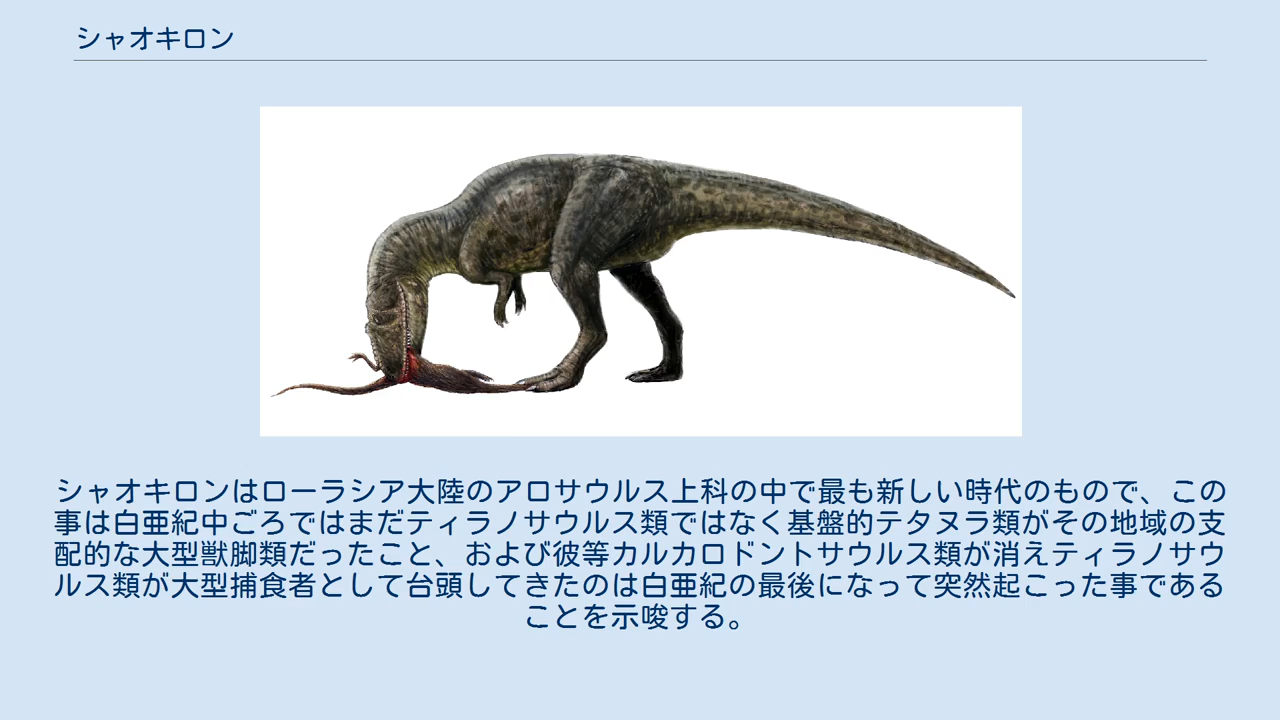 シャオキロン
シャオキロンはローラシア大陸のアロサウルス上科の中で最も新しい時代のもので、この
事は白亜紀中ごろではまだティラノサウルス類ではなく基盤的テタヌラ類がその地域の支
配的な大型獣脚類だったこと、および彼等カルカロドントサウルス類が消えティラノサウ
ルス類が大型捕食者として台頭してきたのは白亜紀の最後になって突然起こった事である
ことを示唆する。